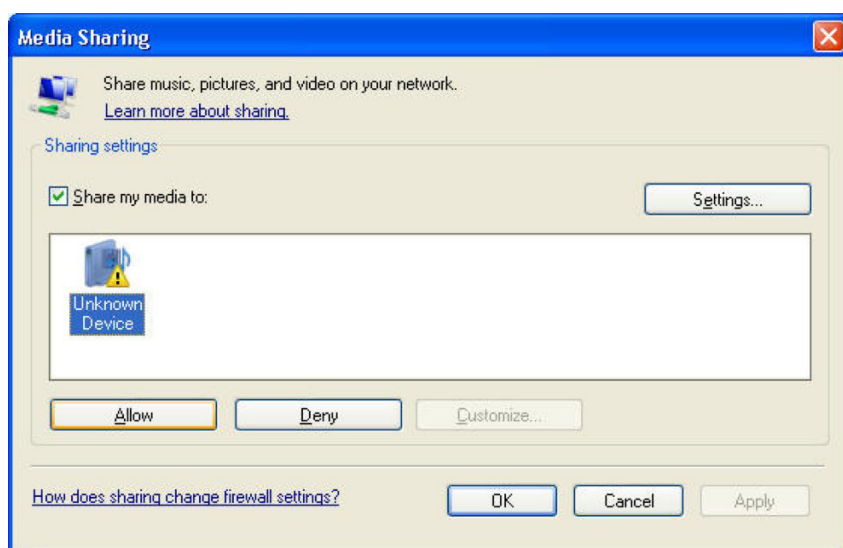 Media Sharing
Share music, pictures, and video on your network.
Learn more about sharing.
Sharing settings
Share my media to:
Settings...
Unknown
Device
Allow
Deny
Customize...
How does sharing change firewall settings?
OK
Cancel
Apply